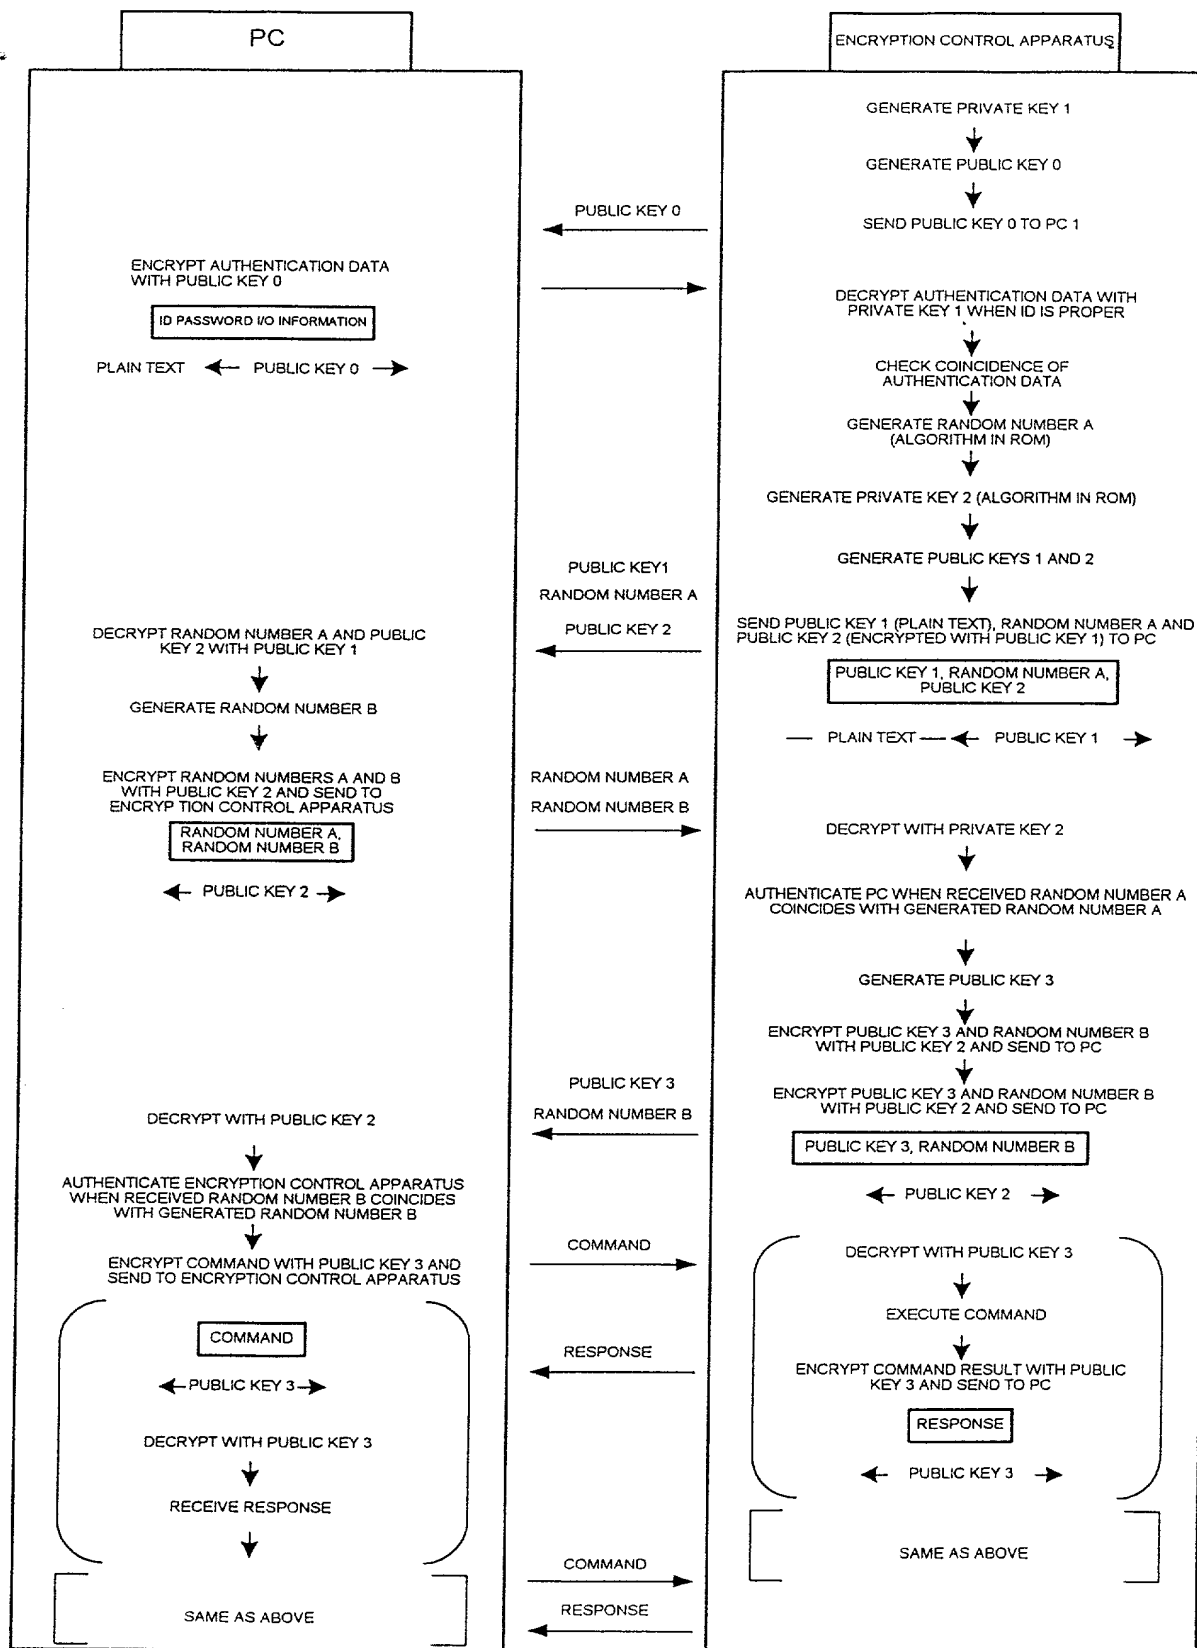 PC
ENCRYPTION CONTROL APPARATUS
GENERATE PRIVATE KEY 1
GENERATE PUBLIC KEY 0
SEND PUBLIC KEY 0 TO PC 1
PUBLIC KEY 0
ENCRYPT AUTHENTICATION DATA
WITH PUBLIC KEY 0
ID PASSWORD I/O INFORMATION
PLAIN TEXT PUBLIC KEY 0
DECRYPT AUTHENTICATION DATA WITH
PRIVATE KEY 1 WHEN ID IS PROPER
CHECK COINCIDENCE OF
AUTHENTICATION DATA
GENERATE RANDOM NUMBER A
(ALGORITHM IN ROM)
GENERATE PRIVATE KEY 2 (ALGORITHM IN ROM)
GENERATE PUBLIC KEYS 1 AND 2
SEND PUBLIC KEY 1 (PLAIN TEXT), RANDOM NUMBER A AND
PUBLIC KEY 2 (ENCRYPTED WITH PUBLIC KEY 1) TO PC
PUBLIC KEY 1, RANDOM NUMBER A,
PUBLIC KEY 2
PLAIN TEXT PUBLIC KEY 1
PUBLIC KEY1
RANDOM NUMBER A
PUBLIC KEY 2
DECRYPT RANDOM NUMBER A AND PUBLIC
KEY 2 WITH PUBLIC KEY 1
GENERATE RANDOM NUMBER B
ENCRYPT RANDOM NUMBERS A AND B
WITH PUBLIC KEY 2 AND SEND TO
ENCRYP TION CONTROL APPARATUS
RANDOM NUMBER A,
RANDOM NUMBER B
PUBLIC KEY 2
RANDOM NUMBER A
RANDOM NUMBER B
DECRYPT WITH PRIVATE KEY 2
AUTHENTICATE PC WHEN RECEIVED RANDOM NUMBER A
COINCIDES WITH GENERATED RANDOM NUMBER A
GENERATE PUBLIC KEY 3
ENCRYPT PUBLIC KEY 3 AND RANDOM NUMBER B
WITH PUBLIC KEY 2 AND SEND TO PC
ENCRYPT PUBLIC KEY 3 AND RANDOM NUMBER B
WITH PUBLIC KEY 2 AND SEND TO PC
PUBLIC KEY 3, RANDOM NUMBER B
PUBLIC KEY 2
PUBLIC KEY 3
RANDOM NUMBER B
DECRYPT WITH PUBLIC KEY 2
AUTHENTICATE ENCRYPTION CONTROL APPARATUS
WHEN RECEIVED RANDOM NUMBER B COINCIDES
WITH GENERATED RANDOM NUMBER B
ENCRYPT COMMAND WITH PUBLIC KEY 3 AND
SEND TO ENCRYPTION CONTROL APPARATUS
COMMAND
PUBLIC KEY 3
DECRYPT WITH PUBLIC KEY 3
RECEIVE RESPONSE
COMMAND
RESPONSE
DECRYPT WITH PUBLIC KEY 3
EXECUTE COMMAND
ENCRYPT COMMAND RESULT WITH PUBLIC
KEY 3 AND SEND TO PC
RESPONSE
PUBLIC KEY 3
SAME AS ABOVE
COMMAND
RESPONSE
SAME AS ABOVE